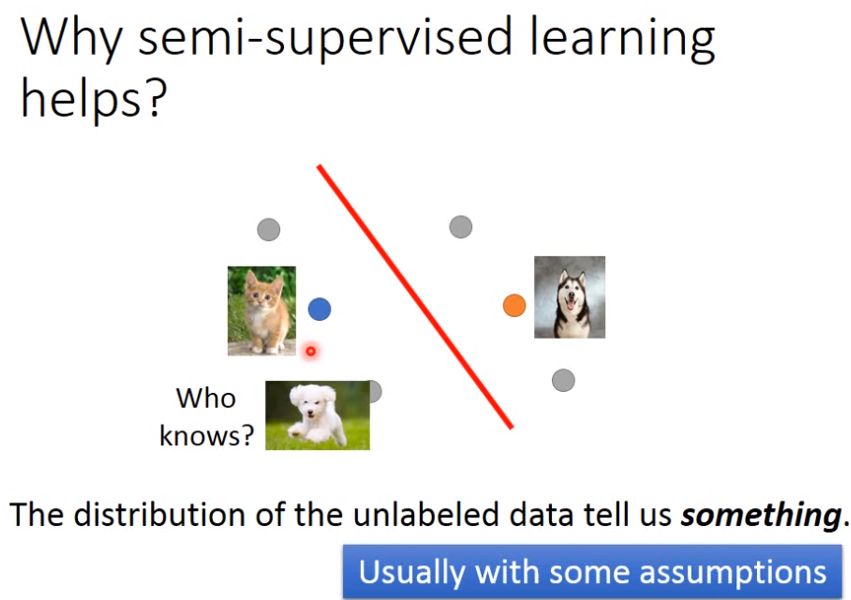 Why semi-supervised learning
helps?
Who
knows?
The distribution of the unlabeled data tell us something.
Usually with some assumptions